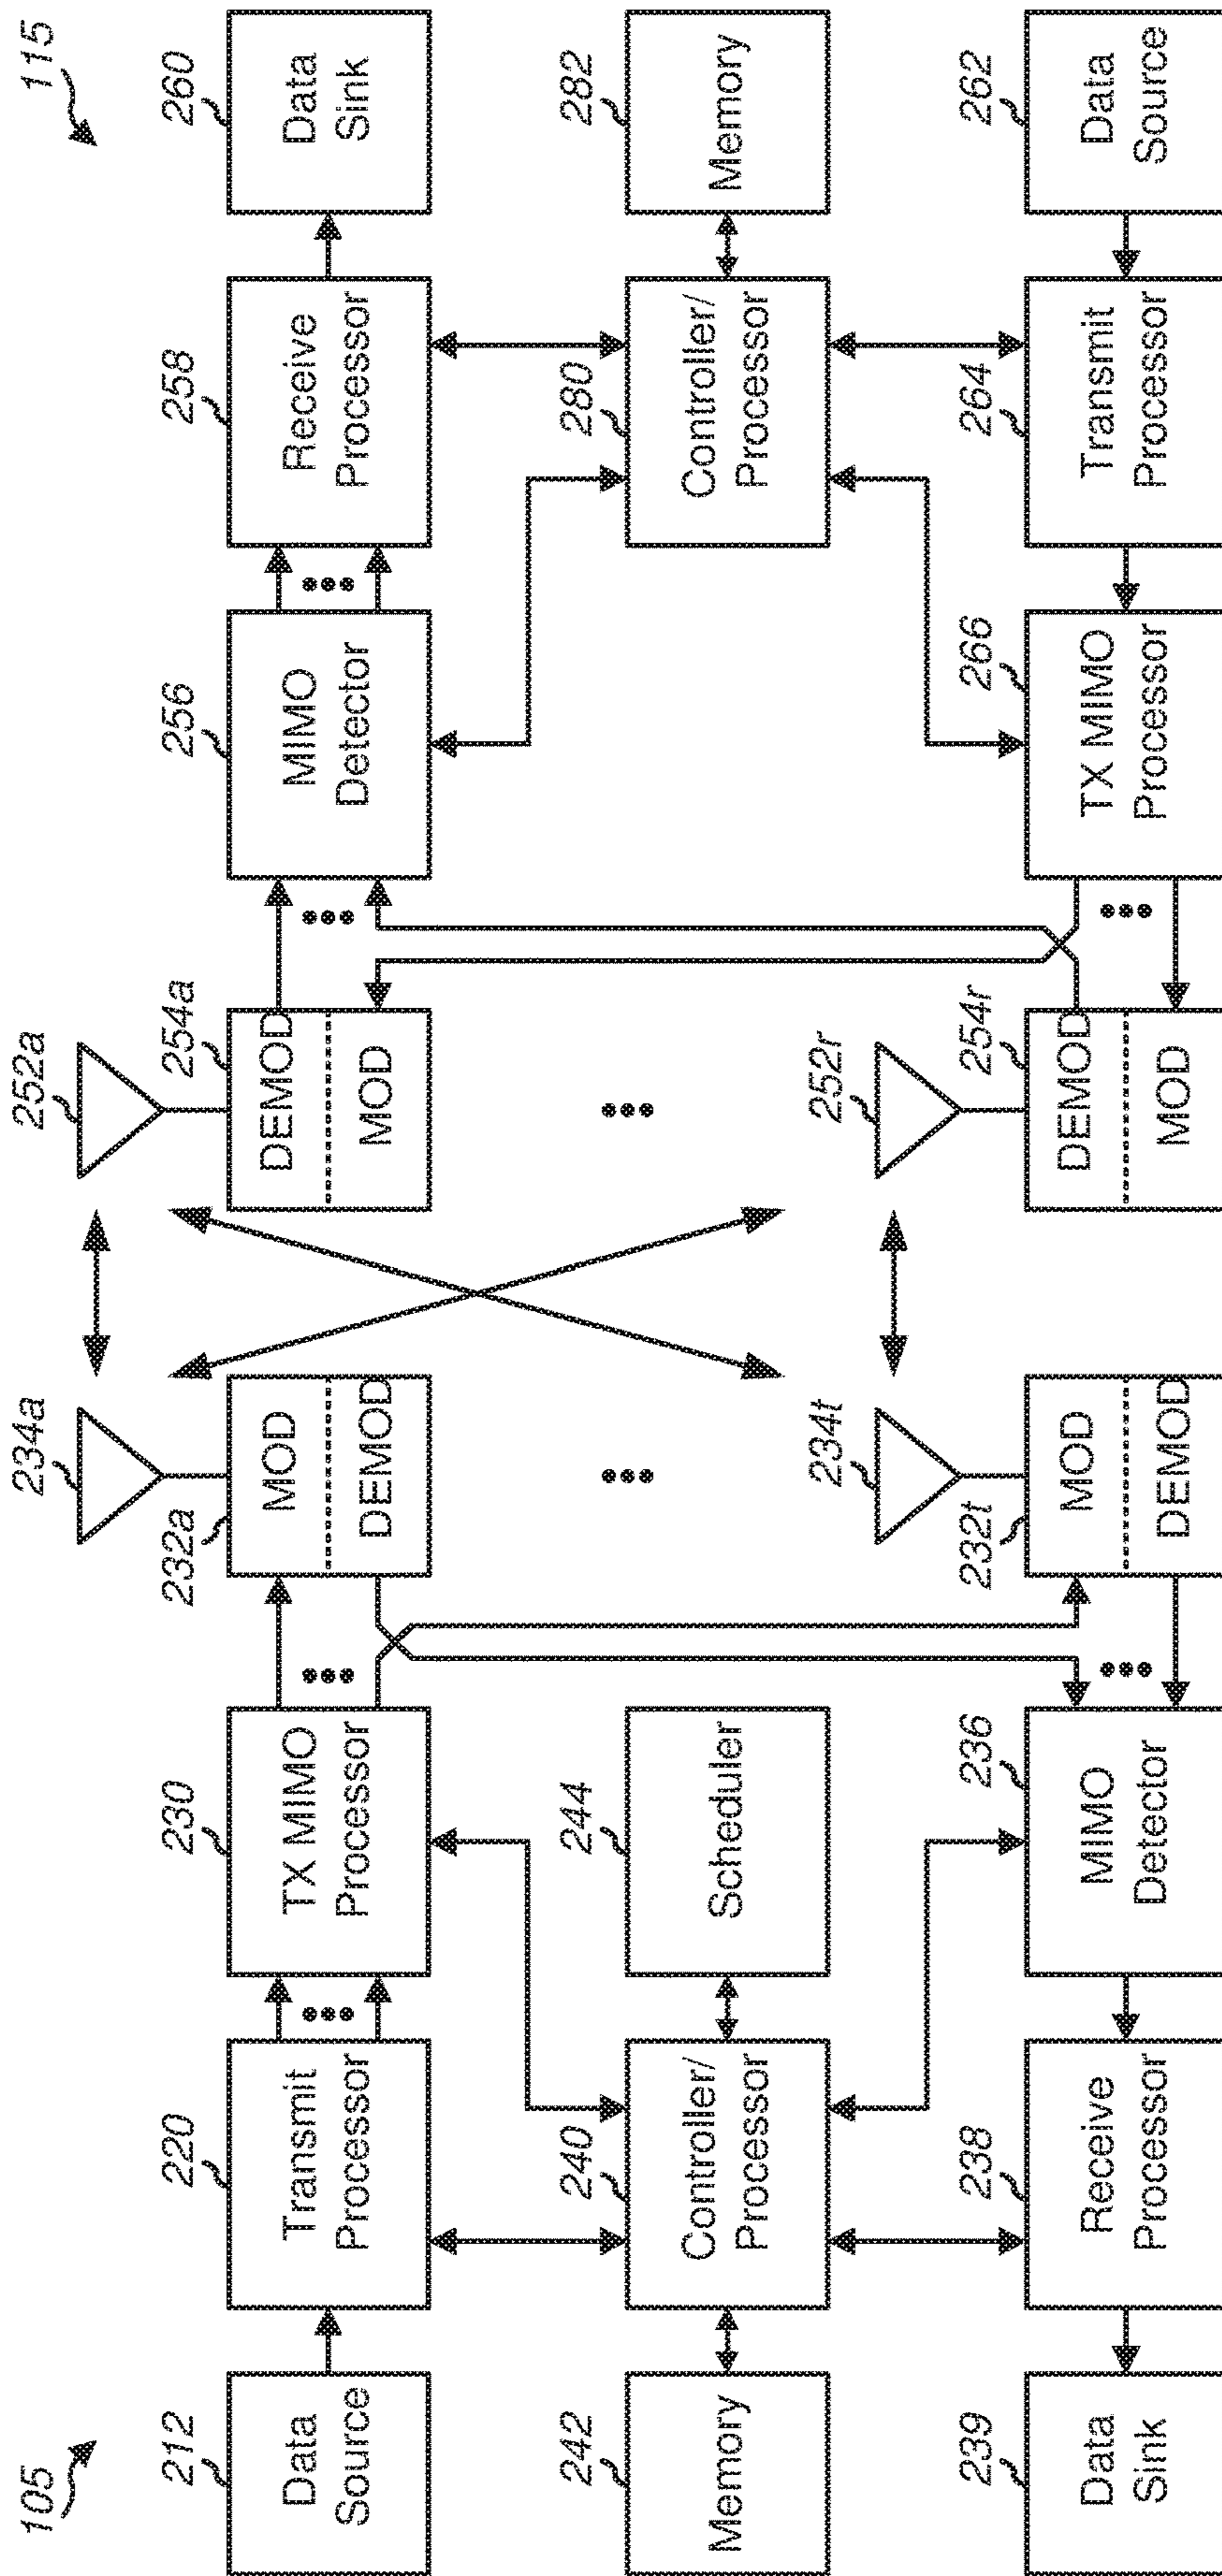 105
115
212
Data
Source
220
Transmit
Processor
230
TX MIMO
Processor
232a
234a
MOD
DEMOD
252a
254a
DEMOD
MOD
256
MIMO
Detector
258
Receive
Processor
260
Data
Sink
242
Memory
240
Controller/
Processor
244
Scheduler
280
Controller/
Processor
282
Memory
239
Data
Sink
238
Receive
Processor
236
MIMO
Detector
232t
234t
MOD
DEMOD
252r
254r
DEMOD
MOD
266
TX MIMO
Processor
264
Transmit
Processor
262
Data
Source